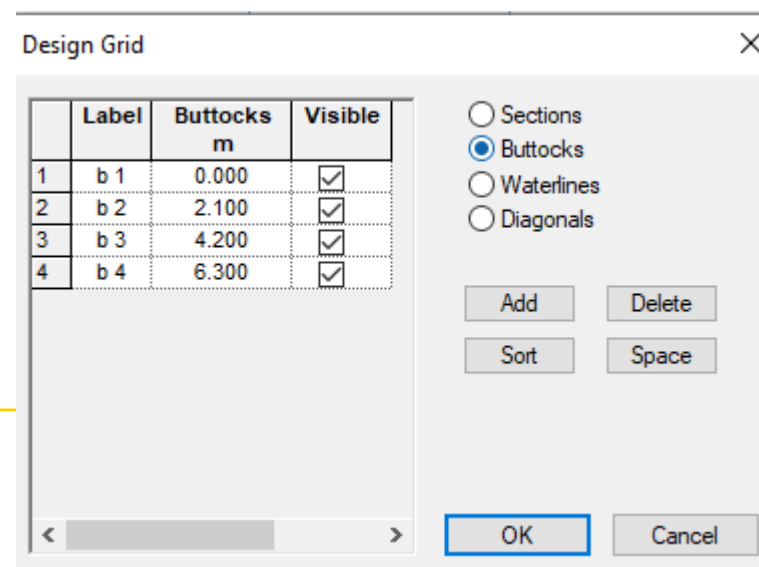 Design Grid
Label Buttocks m Visible
1 b 1 0.000
2 b 2 2.100
3 b 3 4.200
4 b 4 6.300
Sections
Buttocks
Waterlines
Diagonals
Add Delete
Sort Space
OK Cancel